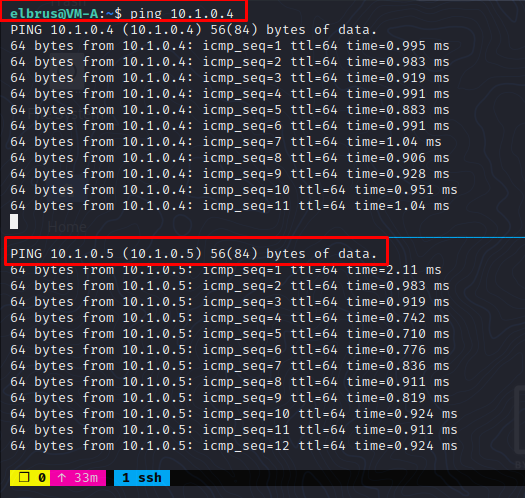 elbrus@VM-A:~$ ping 10.1.0.4
PING 10.1.0.4 (10.1.0.4) 56(84) bytes of data.
64 bytes from 10.1.0.4: icmp_seq=1 ttl=64 time=0.995 ms
64 bytes from 10.1.0.4: icmp_seq=2 ttl=64 time=0.983 ms
64 bytes from 10.1.0.4: icmp_seq=3 ttl=64 time=0.919 ms
64 bytes from 10.1.0.4: icmp_seq=4 ttl=64 time=0.991 ms
64 bytes from 10.1.0.4: icmp_seq=5 ttl=64 time=0.883 ms
64 bytes from 10.1.0.4: icmp_seq=6 ttl=64 time=0.991 ms
64 bytes from 10.1.0.4: icmp_seq=7 ttl=64 time=1.04 ms
64 bytes from 10.1.0.4: icmp_seq=8 ttl=64 time=0.906 ms
64 bytes from 10.1.0.4: icmp_seq=9 ttl=64 time=0.928 ms
64 bytes from 10.1.0.4: icmp_seq=10 ttl=64 time=0.951 ms
64 bytes from 10.1.0.4: icmp_seq=11 ttl=64 time=1.04 ms
Home
PING 10.1.0.5 (10.1.0.5) 56(84) bytes of data.
64 bytes from 10.1.0.5: icmp_seq=1 ttl=64 time=2.11 ms
64 bytes from 10.1.0.5: icmp_seq=2 ttl=64 time=0.983 ms
64 bytes from 10.1.0.5: icmp_seq=3 ttl=64 time=0.919 ms
64 bytes from 10.1.0.5: icmp_seq=4 ttl=64 time=0.742 ms
64 bytes from 10.1.0.5: icmp_seq=5 ttl=64 time=0.710 ms
64 bytes from 10.1.0.5: icmp_seq=6 ttl=64 time=0.776 ms
64 bytes from 10.1.0.5: icmp_seq=7 ttl=64 time=0.836 ms
64 bytes from 10.1.0.5: icmp_seq=8 ttl=64 time=0.911 ms
64 bytes from 10.1.0.5: icmp_seq=9 ttl=64 time=0.819 ms
64 bytes from 10.1.0.5: icmp_seq=10 ttl=64 time=0.924 ms
64 bytes from 10.1.0.5: icmp_seq=11 ttl=64 time=0.911 ms
64 bytes from 10.1.0.5: icmp_seq=12 ttl=64 time=0.924 ms
❐ 0 ↑ 33m 1 ssh